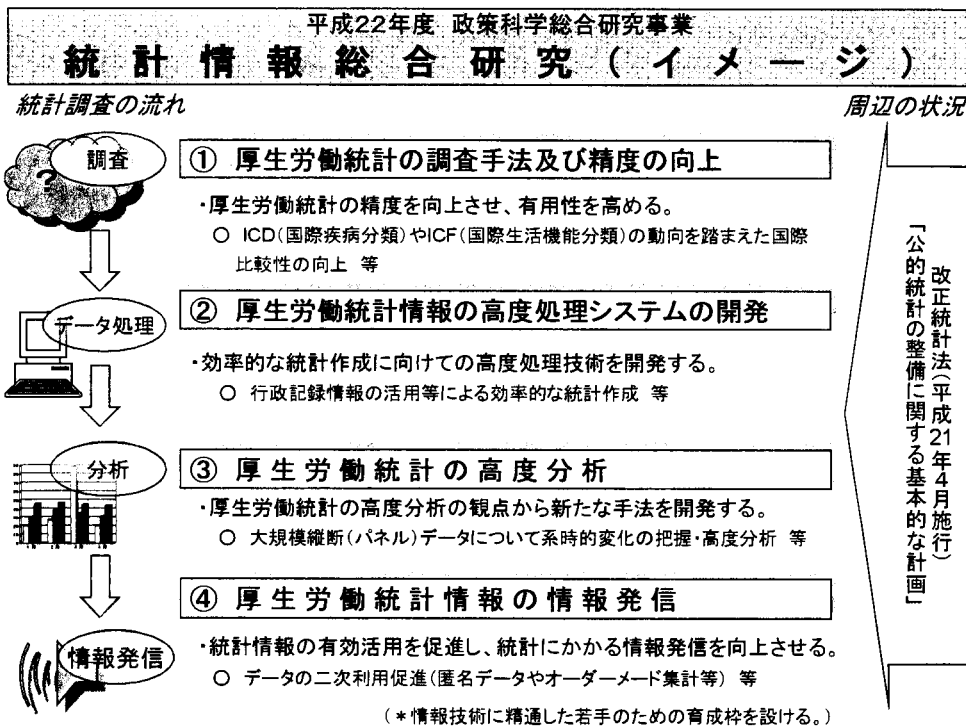 平成22年度 政策科学総合研究事業
統計情報総合研究(イメージ)
統計調査の流れ
周辺の状況
調査
?
① 厚生労働統計の調査手法及び精度の向上
・厚生労働統計の精度を向上させ、有用性を高める。
○ ICD(国際疾病分類)やICF(国際生活機能分類)の動向を踏まえた国際
比較性の向上 等
データ処理
② 厚生労働統計情報の高度処理システムの開発
・効率的な統計作成に向けての高度処理技術を開発する。
○ 行政記録情報の活用等による効率的な統計作成 等
分析
③ 厚生労働統計の高度分析
・厚生労働統計の高度分析の観点から新たな手法を開発する。
○ 大規模縦断(パネル)データについて系時的変化の把握・高度分析 等
④ 厚生労働統計情報の情報発信
情報発信
・統計情報の有効活用を促進し、統計にかかる情報発信を向上させる。
○ データの二次利用促進(匿名データやオーダーメード集計等) 等
(*情報技術に精通した若手のための育成枠を設ける。)
改正統計法(平成21年4月施行)
「公的統計の整備に関する基本的な計画」